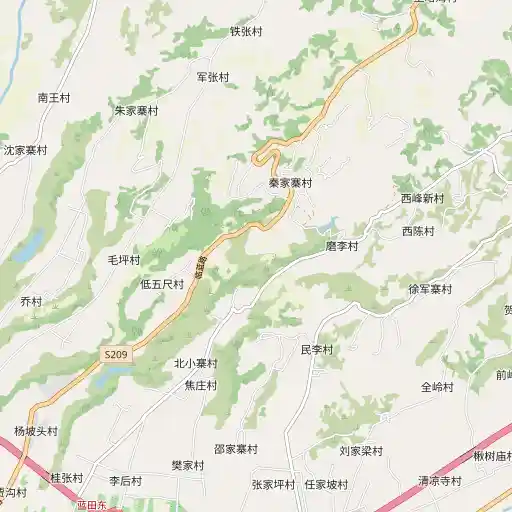 铁张村
军张村
南王村
朱家寨村
沈家寨村
秦家寨村
西峰新村
西陈村
磨李村
毛坪村
低五尺村
徐军寨村
乔村
S209
民李村
北小寨村
焦庄村
全岭村
杨坡头村
邵家寨村
刘家梁村
樊家村
桂张村
李后村
张家坪村
任家坡村
清凉寺村
楸树庙村
蓝田东